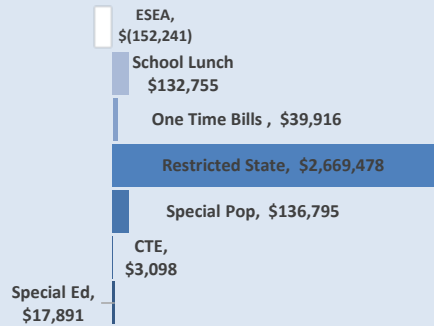 ESEA,
$(152,241)
School Lunch
$132,755
One Time Bills , $39,916
Restricted State, $2,669,478
Special Pop, $136,795
CTE,
$3,098
Special Ed,
$17,891